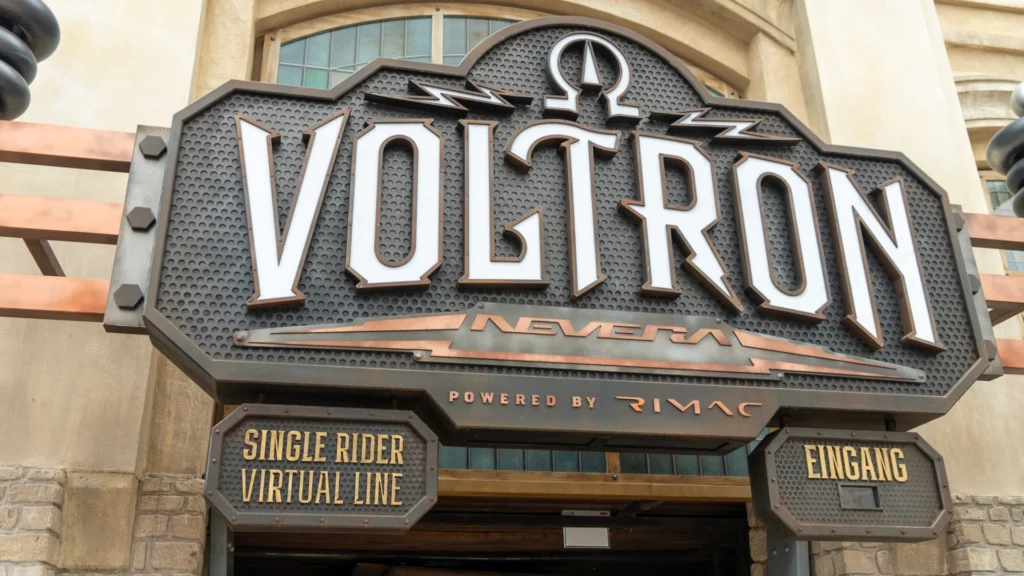 VOLTRON
NEVERA
POWERED BY RIMAC
SINGLE RIDER
VIRTUAL LINE
EINGANG